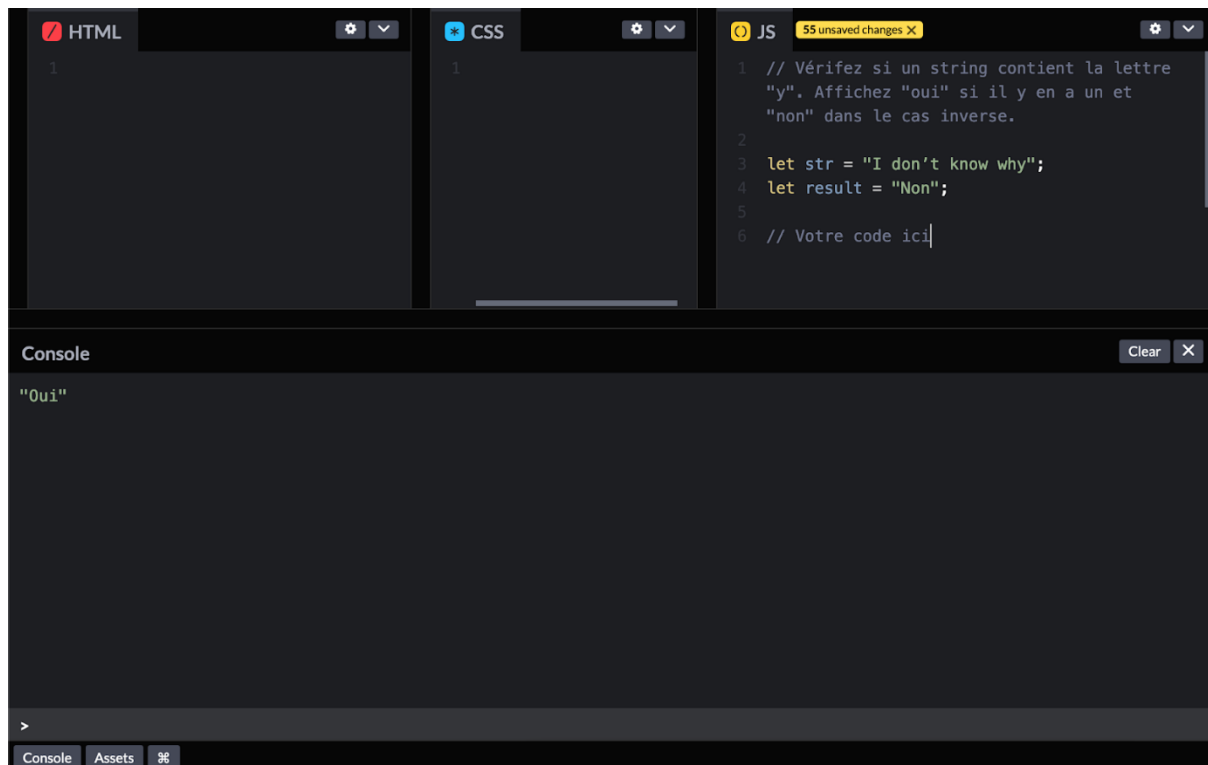 HTML
CSS
JS 55 unsaved changes X
1
1
1 // Vérifez si un string contient la lettre
"y". Affichez "oui" si il y en a un et
"non" dans le cas inverse.
2
3 let str = "I don’t know why";
4 let result = "Non";
5
6 // Votre code ici
Console
Clear X
"Oui"
>
Console Assets ⌘